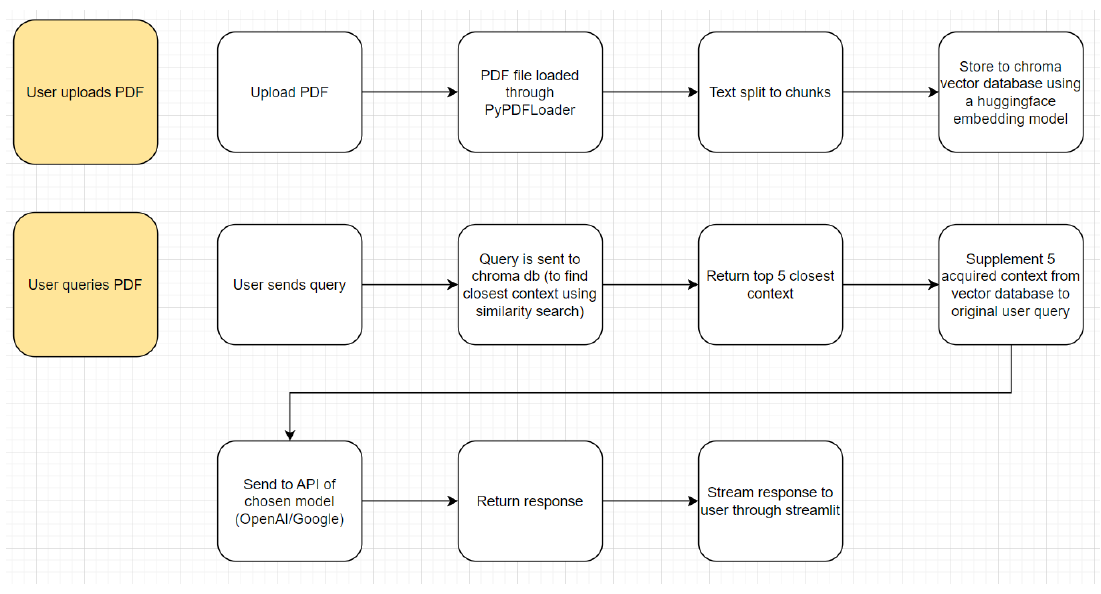 User uploads PDF
Upload PDF
PDF file loaded
through
PyPDFLoader
Text split to chunks
Store to chroma
vector database using
a huggingface
embedding model
User queries PDF
User sends query
Query is sent to
chroma db (to find
closest context using
similarity search)
Return top 5 closest
context
Supplement 5
acquired context from
vector database to
original user query
Send to API of
chosen model
(OpenAI/Google)
Return response
Stream response to
user through streamlit